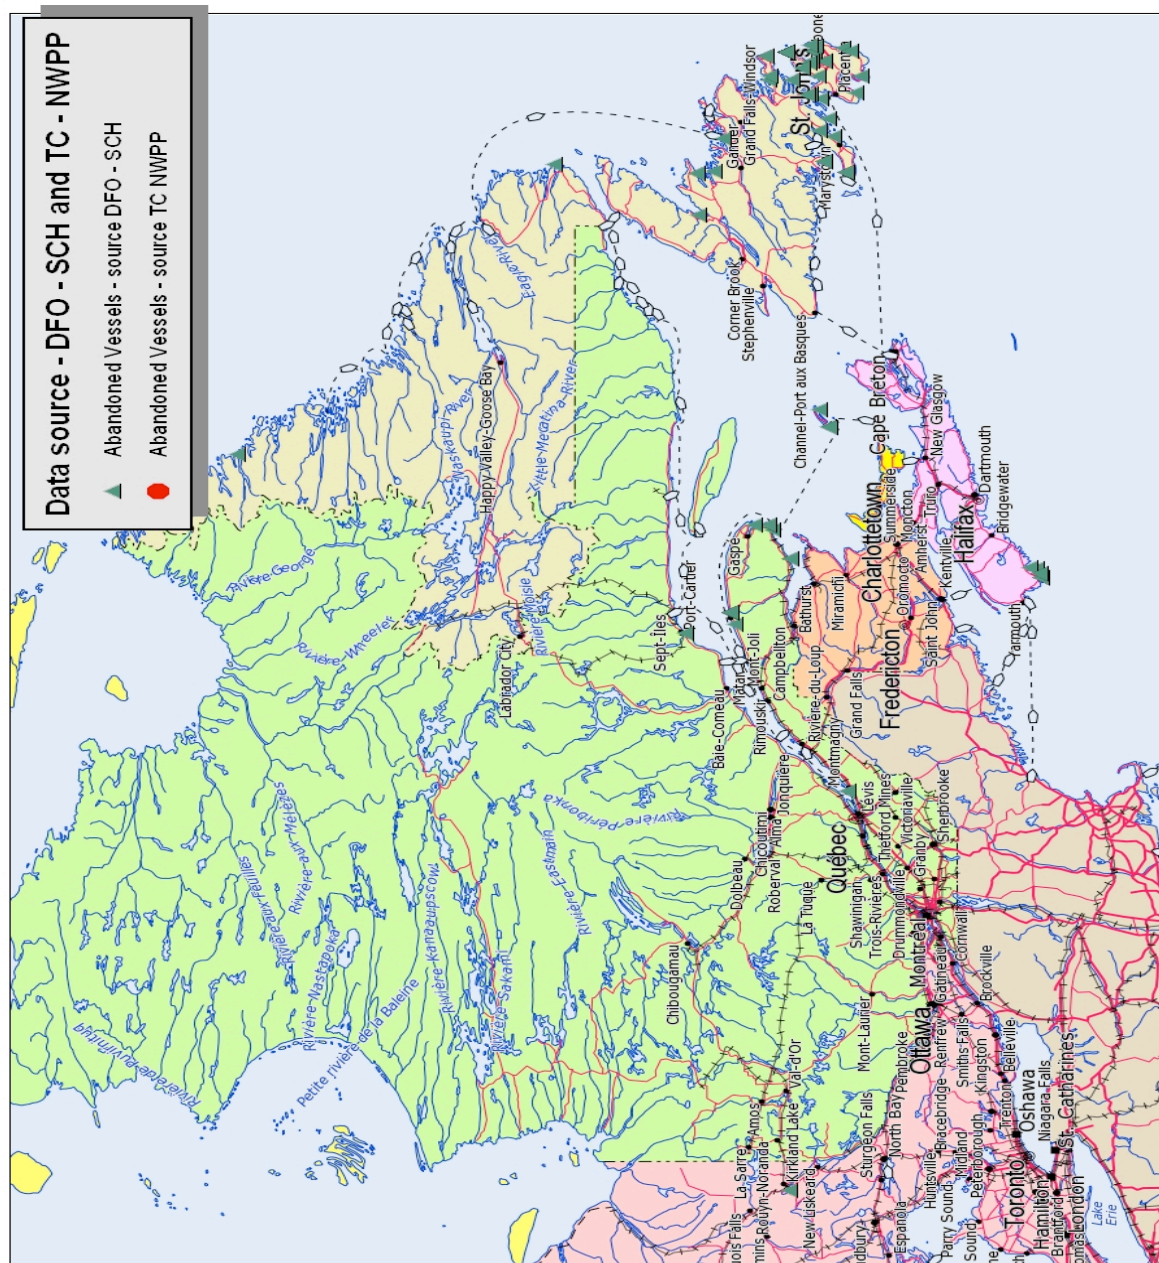 Data source - DFO - SCH and TC - NWPP
Abandoned Vessels - source DFO - SCH
Abandoned Vessels - source TC NWPP
Rivière George
Rivière Wheeler
Rivière aux Feuilles
Rivière-aux-Mélèzes
Rivière-Nastapoka
Petite rivière de la Baleine
Rivière-Kanaaupscow
Rivière-Sakami
Rivière-Eastmain
Rivière-Péribonka
Rivière Moisie
Naskaupi River
Eagle River
Little-Mecatina-River
Happy Valley-Goose Bay
Labrador City
Sept-Îles
Port-Cartier
Baie-Comeau
Gaspé
Mont-Joli
Rimouski
Campbellton
Bathurst
Miramichi
Rivière-du-Loup
Grand Falls
Montmagny
Fredericton
Oromocto
Saint John
Moncton
Amherst
Charlottetown
Summerside
Cape Breton
New Glasgow
Truro
Halifax
Dartmouth
Bridgewater
Kentville
Yarmouth
Channel-Port aux Basques
Corner Brook
Stephenville
Gander
Grand Falls-Windsor
St. John's
Marystown
Chibougamau
Dolbeau
Roberval
Alma
Chicoutimi
Jonquière
La Tuque
Québec
Lévis
Shawinigan
Trois-Rivières
Thetford Mines
Victoriaville
Drummondville
Granby
Sherbrooke
Montréal
Mont-Laurier
Gatineau
Ottawa
Cornwall
Brockville
Smiths-Falls
Renfrew
Pembroke
Kingston
Belleville
Trenton
Peterborough
Bracebridge
Huntsville
Midland
Parry Sound
North Bay
Sturgeon Falls
Espanola
Val-d'Or
Amos
La-Sarre
Rouyn-Noranda
Kirkland Lake
New Liskeard
Oshawa
Toronto
Hamilton
Brantford
London
Niagara-Falls
St. Catharines
Lake
Erie